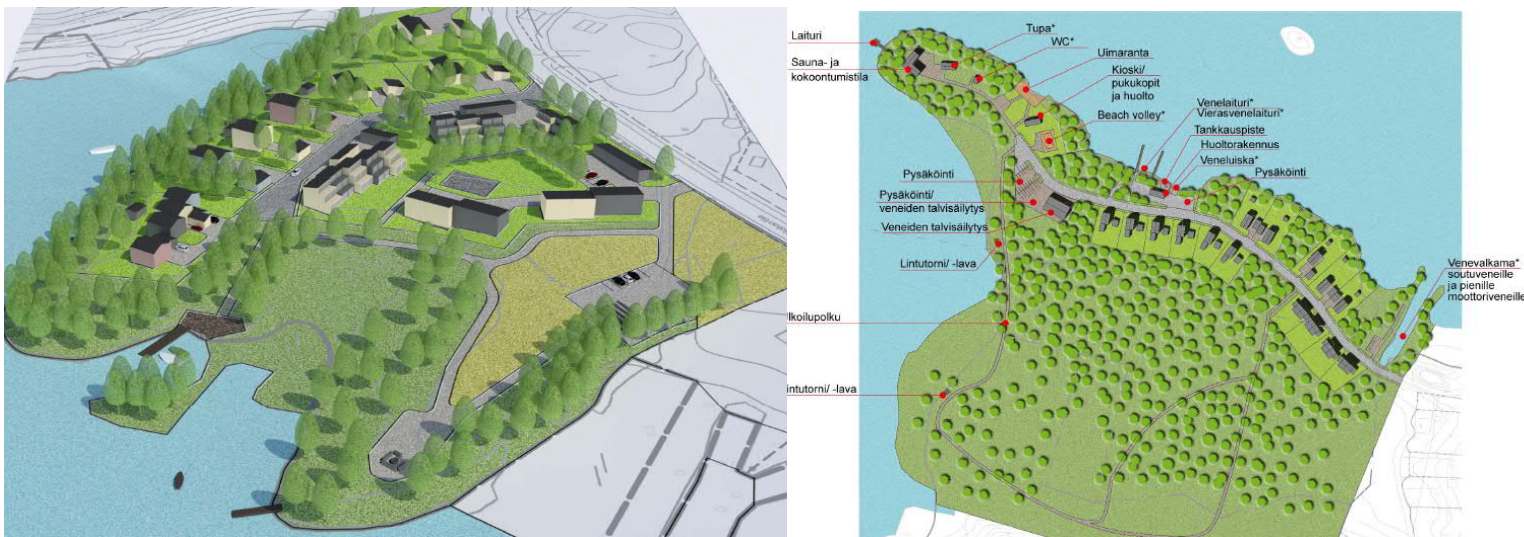 Laituri
Sauna- ja
kokoontumistila
Tupa*
WC*
Uimaranta
Kioski/
pukukopit
ja huolto
Beach volley*
Venelaituri*
Vierasvenelaituri*
Tankkauspiste
Huoltorakennus
Veneluiska*
Pysäköinti
Pysäköinti
Pysäköinti/
veneiden talvisäilytys
Veneiden talvisäilytys
Lintutorni/ -lava
Venevalkama*
soutuveneille
ja pienille
moottoriveneille
lkoilupolku
intutorni/ -lava